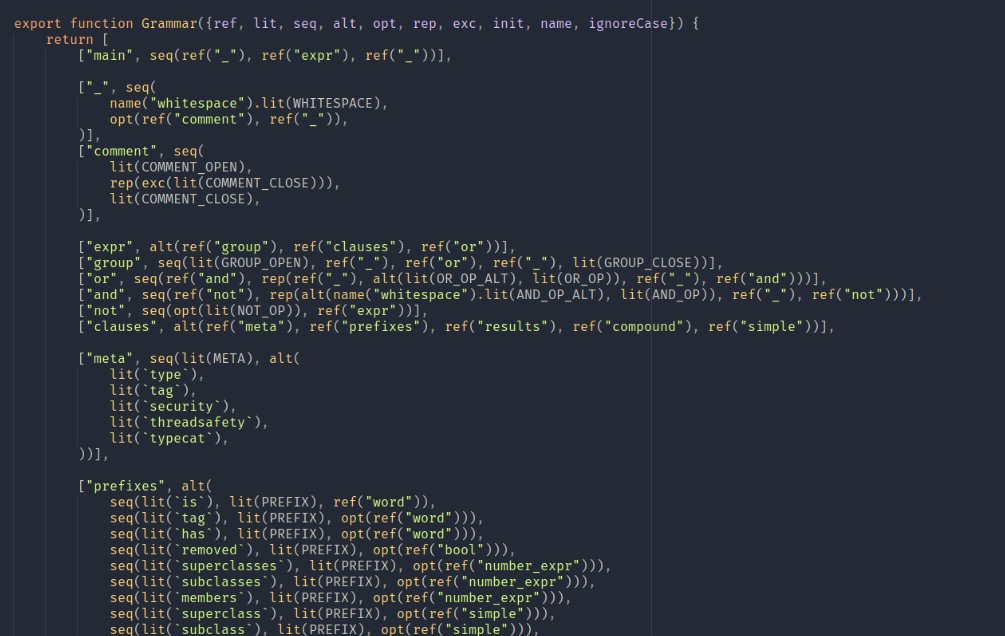 export function Grammar({ref, lit, seq, alt, opt, rep, exc, init, name, ignoreCase}) {
    return [
        ["main", seq(ref("_"), ref("expr"), ref("_"))],

        ["_", seq(
            name("whitespace").lit(WHITESPACE),
            opt(ref("comment"), ref("_")),
        )],
        ["comment", seq(
            lit(COMMENT_OPEN),
            rep(exc(lit(COMMENT_CLOSE))),
            lit(COMMENT_CLOSE),
        )],

        ["expr", alt(ref("group"), ref("clauses"), ref("or"))],
        ["group", seq(lit(GROUP_OPEN), ref("_"), ref("or"), ref("_"), lit(GROUP_CLOSE))],
        ["or", seq(ref("and"), rep(ref("_"), alt(lit(OR_OP_ALT), lit(OR_OP)), ref("_"), ref("and")))],
        ["and", seq(ref("not"), rep(alt(name("whitespace").lit(AND_OP_ALT), lit(AND_OP)), ref("_"), ref("not")))],
        ["not", seq(opt(lit(NOT_OP)), ref("expr"))],
        ["clauses", alt(ref("meta"), ref("prefixes"), ref("results"), ref("compound"), ref("simple"))],

        ["meta", seq(lit(META), alt(
            lit(`type`),
            lit(`tag`),
            lit(`security`),
            lit(`threadsafety`),
            lit(`typecat`),
        ))],

        ["prefixes", alt(
            seq(lit(`is`), lit(PREFIX), ref("word")),
            seq(lit(`tag`), lit(PREFIX), opt(ref("word"))),
            seq(lit(`has`), lit(PREFIX), opt(ref("word"))),
            seq(lit(`removed`), lit(PREFIX), opt(ref("bool"))),
            seq(lit(`superclasses`), lit(PREFIX), opt(ref("number_expr"))),
            seq(lit(`subclasses`), lit(PREFIX), opt(ref("number_expr"))),
            seq(lit(`members`), lit(PREFIX), opt(ref("number_expr"))),
            seq(lit(`superclass`), lit(PREFIX), opt(ref("simple"))),
            seq(lit(`subclass`), lit(PREFIX), opt(ref("simple"))),